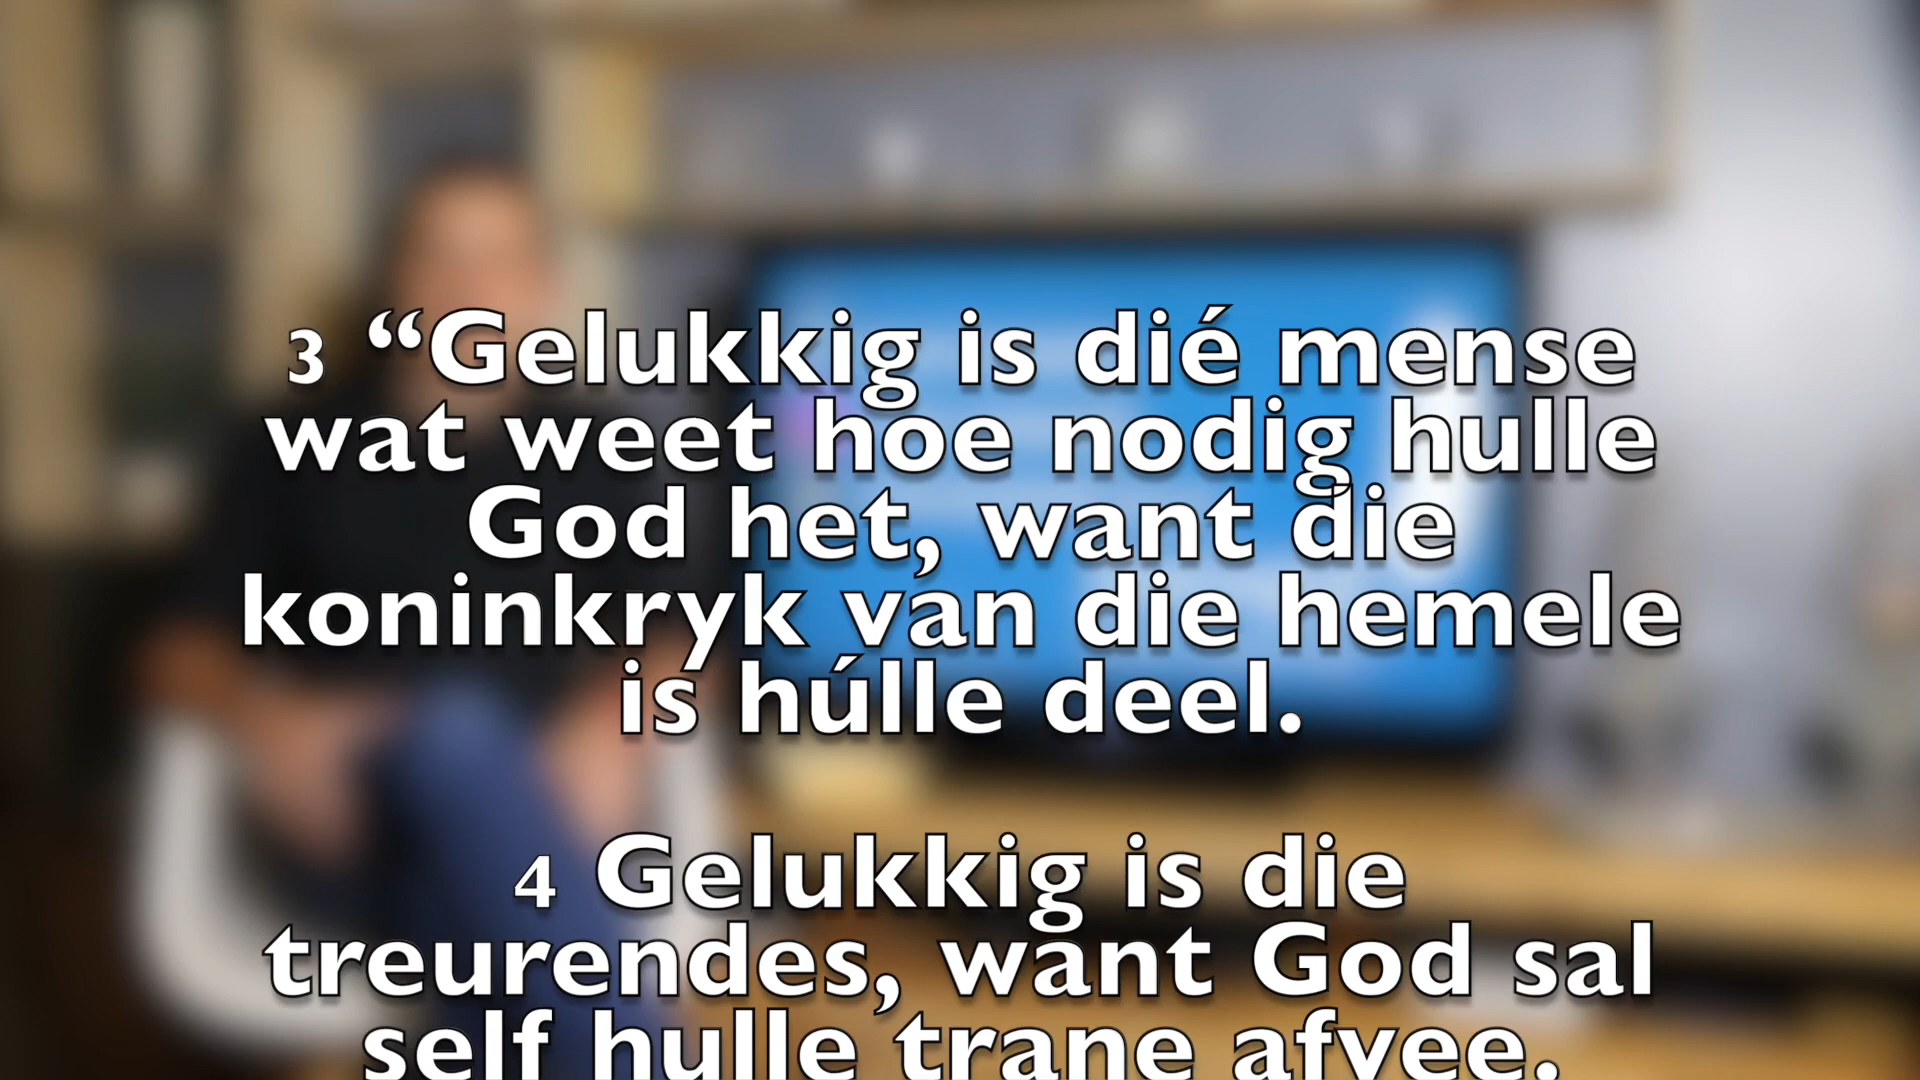 3 “Gelukkig is dié mense
wat weet hoe nodig hulle
God het, want die
koninkryk van die hemele
is húlle deel.
4 Gelukkig is die
treurendes, want God sal
self hulle trane afvee.